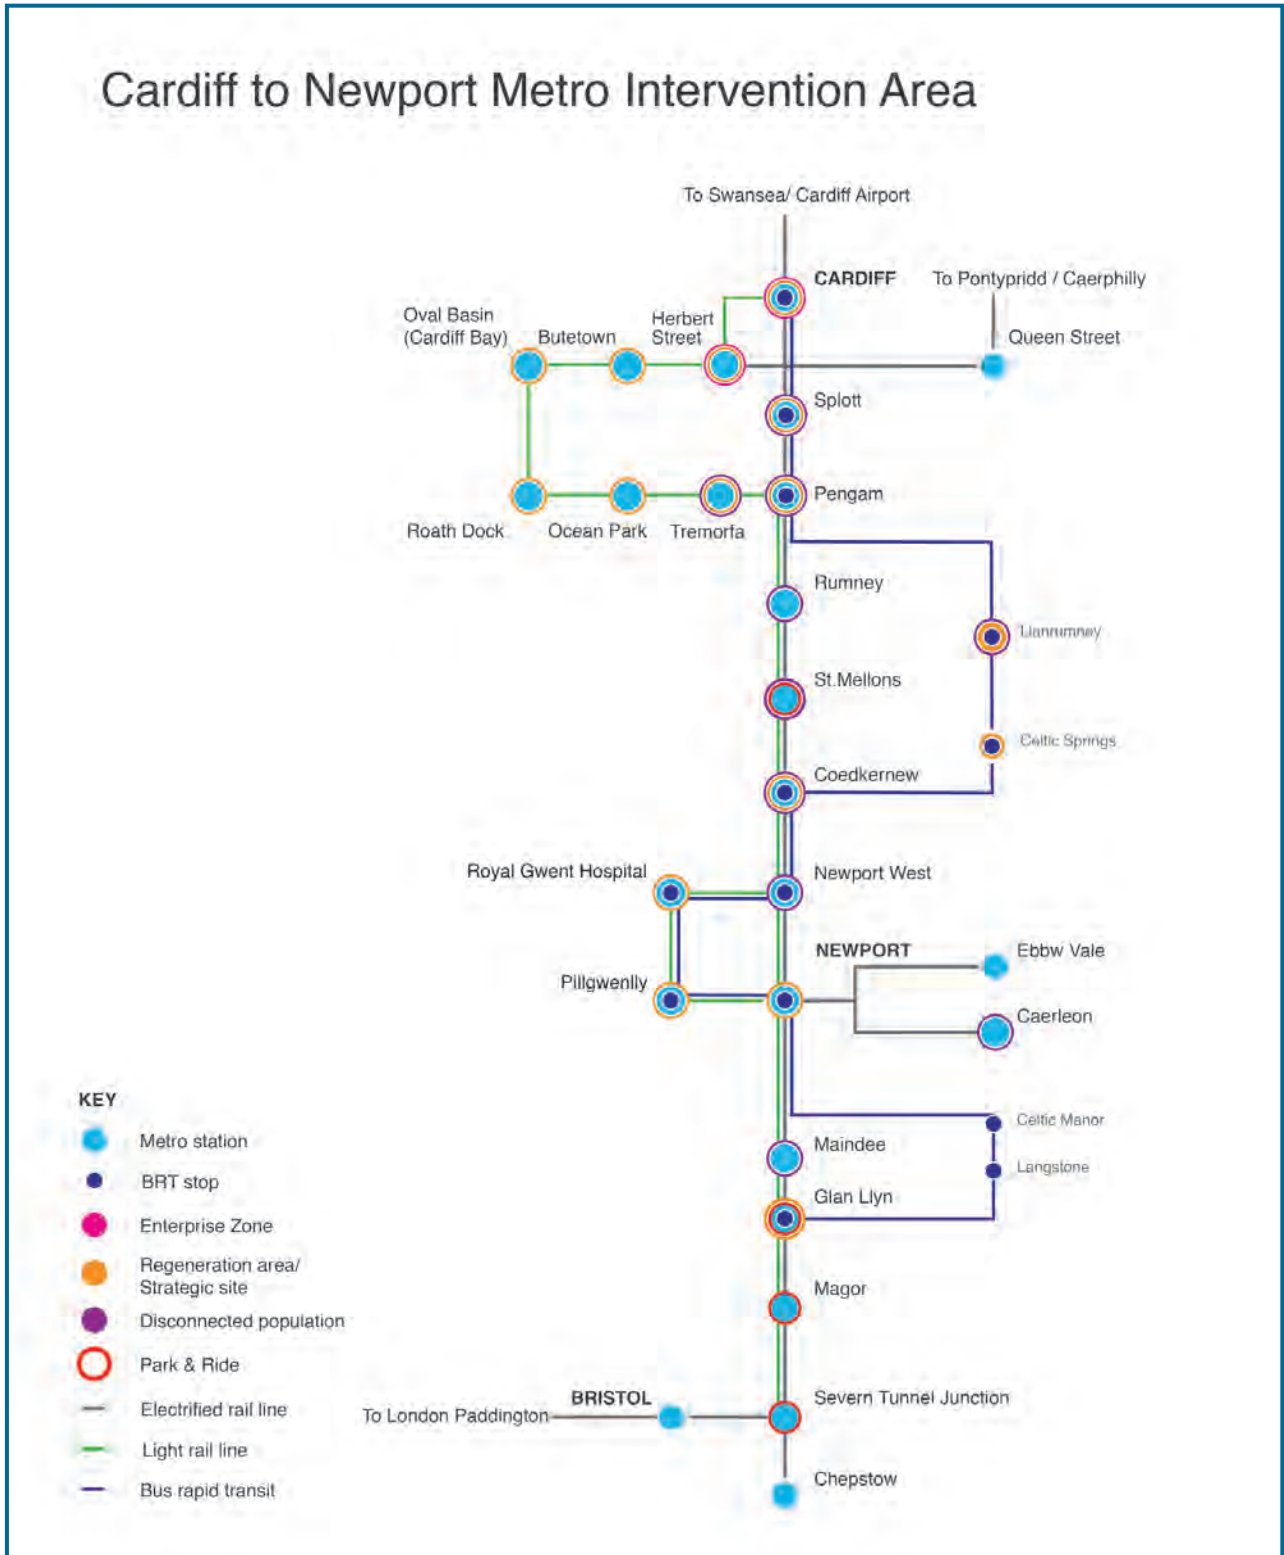 Cardiff to Newport Metro Intervention Area
To Swansea/ Cardiff Airport
CARDIFF
To Pontypridd / Caerphilly
Oval Basin
(Cardiff Bay)
Butetown
Herbert
Street
Queen Street
Splott
Pengam
Roath Dock
Ocean Park
Tremorfa
Rumney
Llanrumney
St.Mellons
Celtic Springs
Coedkernew
Royal Gwent Hospital
Newport West
NEWPORT
Ebbw Vale
Pillgwenlly
Caerleon
Celtic Manor
Maindee
Langstone
Glan Llyn
Magor
Severn Tunnel Junction
BRISTOL
To London Paddington
Chepstow
KEY
Metro station
BRT stop
Enterprise Zone
Regeneration area/
Strategic site
Disconnected population
Park & Ride
Electrified rail line
Light rail line
Bus rapid transit